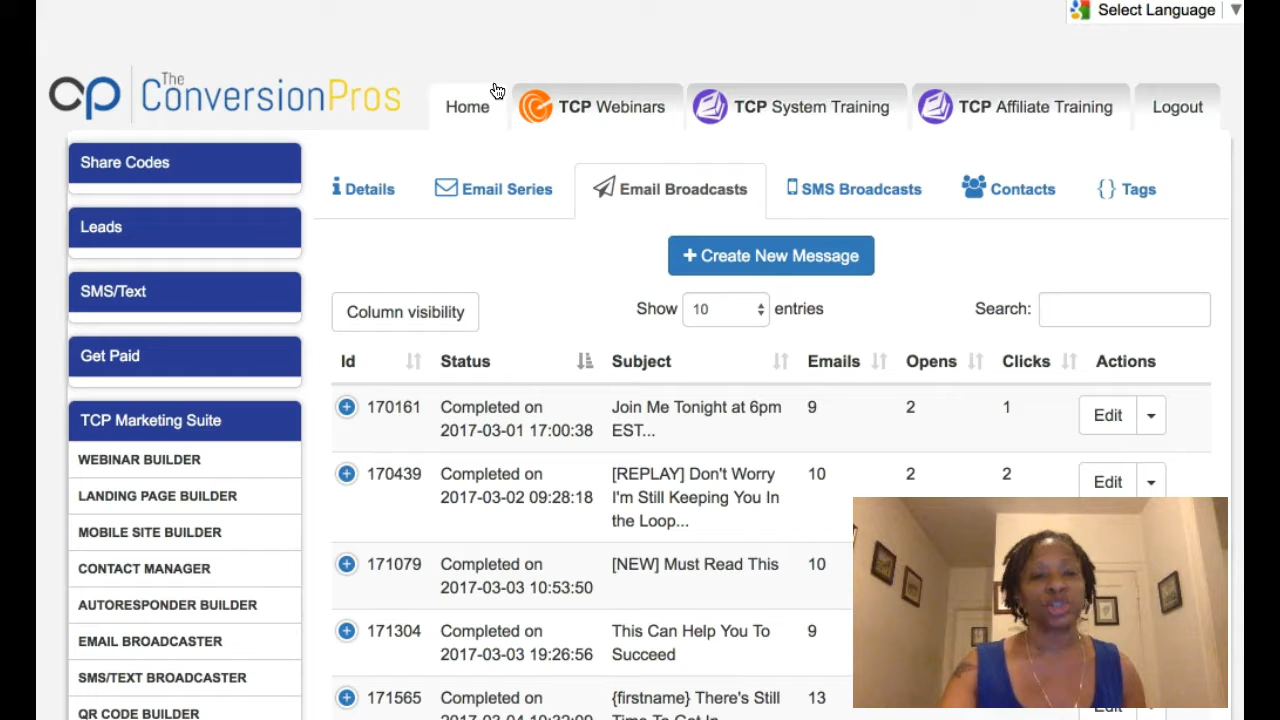 Select Language ▼
cp | The ConversionPros
Home
TCP Webinars
TCP System Training
TCP Affiliate Training
Logout
Share Codes
Leads
SMS/Text
Get Paid
TCP Marketing Suite
WEBINAR BUILDER
LANDING PAGE BUILDER
MOBILE SITE BUILDER
CONTACT MANAGER
AUTORESPONDER BUILDER
EMAIL BROADCASTER
SMS/TEXT BROADCASTER
QR CODE BUILDER
Details
Email Series
Email Broadcasts
SMS Broadcasts
Contacts
{} Tags
+ Create New Message
Column visibility
Show 10 entries
Search:
Id Status Subject Emails Opens Clicks Actions
170161 Completed on Join Me Tonight at 6pm 9 2 1 Edit
2017-03-01 17:00:38 EST...
170439 Completed on [REPLAY] Don't Worry 10 2 2 Edit
2017-03-02 09:28:18 I'm Still Keeping You In
the Loop...
171079 Completed on [NEW] Must Read This 10
2017-03-03 10:53:50
171304 Completed on This Can Help You To 9
2017-03-03 19:26:56 Succeed
171565 Completed on {firstname} There's Still 13
Time To Get In